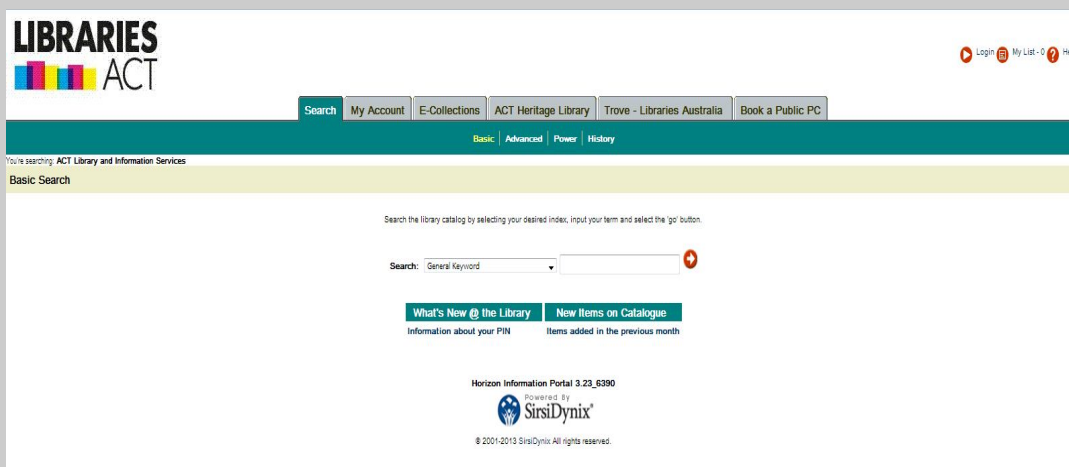 LIBRARIES
ACT
Login My List - 0
Search My Account E-Collections ACT Heritage Library Trove - Libraries Australia Book a Public PC
Basic Advanced Power History
You're searching: ACT Library and Information Services
Basic Search
Search the library catalog by selecting your desired index, input your term and select the 'go' button.
Search: General Keyword
What's New @ the Library New Items on Catalogue
Information about your PIN Items added in the previous month
Horizon Information Portal 3.23_6390
Powered By
SirsiDynix®
© 2001-2013 SirsiDynix All rights reserved.